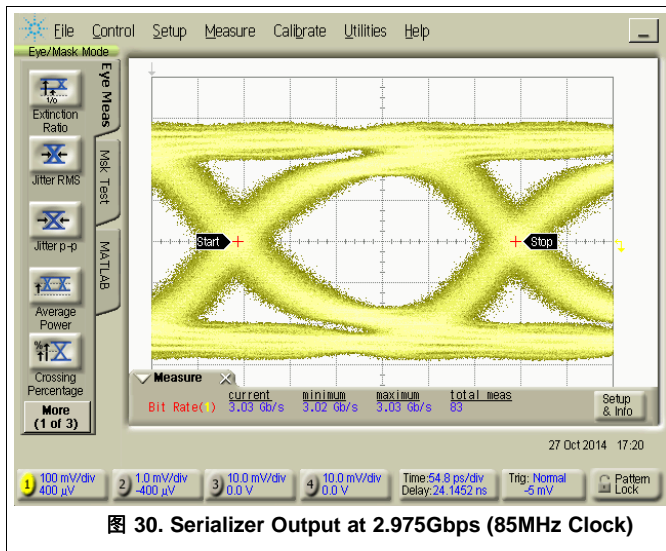 File Control Setup Measure Calibrate Utilities Help
Eye/Mask Mode
Eye Meas
Msk Test
MATLAB
1/0
Extinction
Ratio
Jitter RMS
Jitter p-p
Average
Power
%
Crossing
Percentage
More
(1 of 3)
Start
Stop
Measure
current minimum maximum total meas
Bit Rate(1) 3.03 Gb/s 3.02 Gb/s 3.03 Gb/s 83
Setup
& Info
27 Oct 2014 17:20
1 100 mV/div
400 µV
2 1.0 mV/div
-400 µV
3 10.0 mV/div
0.0 V
4 10.0 mV/div
0.0 V
Time:54.8 ps/div
Delay:24.1452 ns
Trig: Normal
-5 mV
Pattern
Lock
图 30. Serializer Output at 2.975Gbps (85MHz Clock)